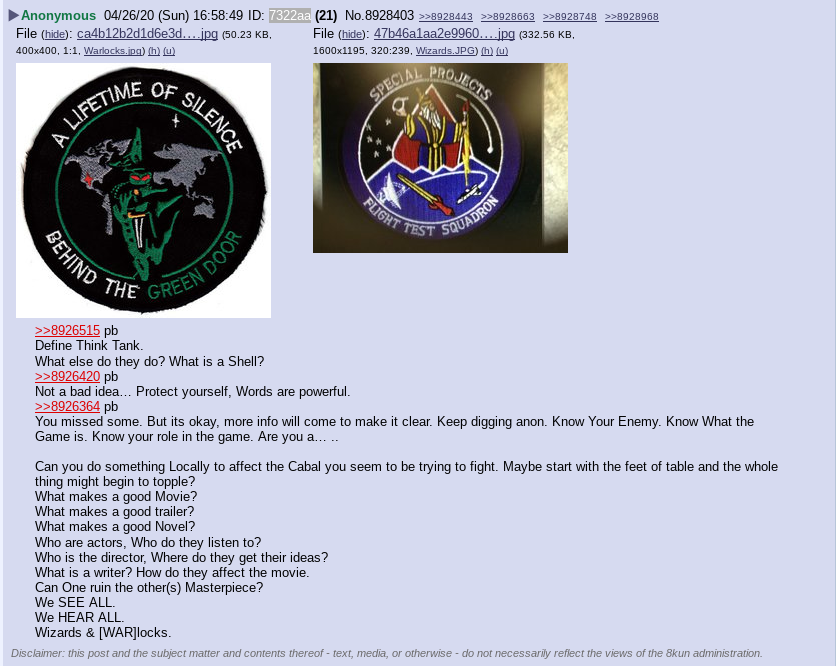 Anonymous 04/26/20 (Sun) 16:58:49 ID: 7322aa (21) No.8928403 >>8928443 >>8928663 >>8928748 >>8928968
File (hide): ca4b12b2d1d6e3d….jpg (50.23 KB, 400x400, 1:1, Warlocks.jpg) (h) (u)
File (hide): 47b46a1aa2e9960….jpg (332.56 KB, 1600x1195, 320:239, Wizards.JPG) (h) (u)
A LIFETIME OF SILENCE
BEHIND THE GREEN DOOR
SPECIAL PROJECTS
FLIGHT TEST SQUADRON
>>8926515 pb
Define Think Tank.
What else do they do? What is a Shell?
>>8926420 pb
Not a bad idea… Protect yourself, Words are powerful.
>>8926364 pb
You missed some. But its okay, more info will come to make it clear. Keep digging anon. Know Your Enemy. Know What the
Game is. Know your role in the game. Are you a… ..
Can you do something Locally to affect the Cabal you seem to be trying to fight. Maybe start with the feet of table and the whole
thing might begin to topple?
What makes a good Movie?
What makes a good trailer?
What makes a good Novel?
Who are actors, Who do they listen to?
Who is the director, Where do they get their ideas?
What is a writer? How do they affect the movie.
Can One ruin the other(s) Masterpiece?
We SEE ALL.
We HEAR ALL.
Wizards & [WAR]locks.
Disclaimer: this post and the subject matter and contents thereof - text, media, or otherwise - do not necessarily reflect the views of the 8kun administration.